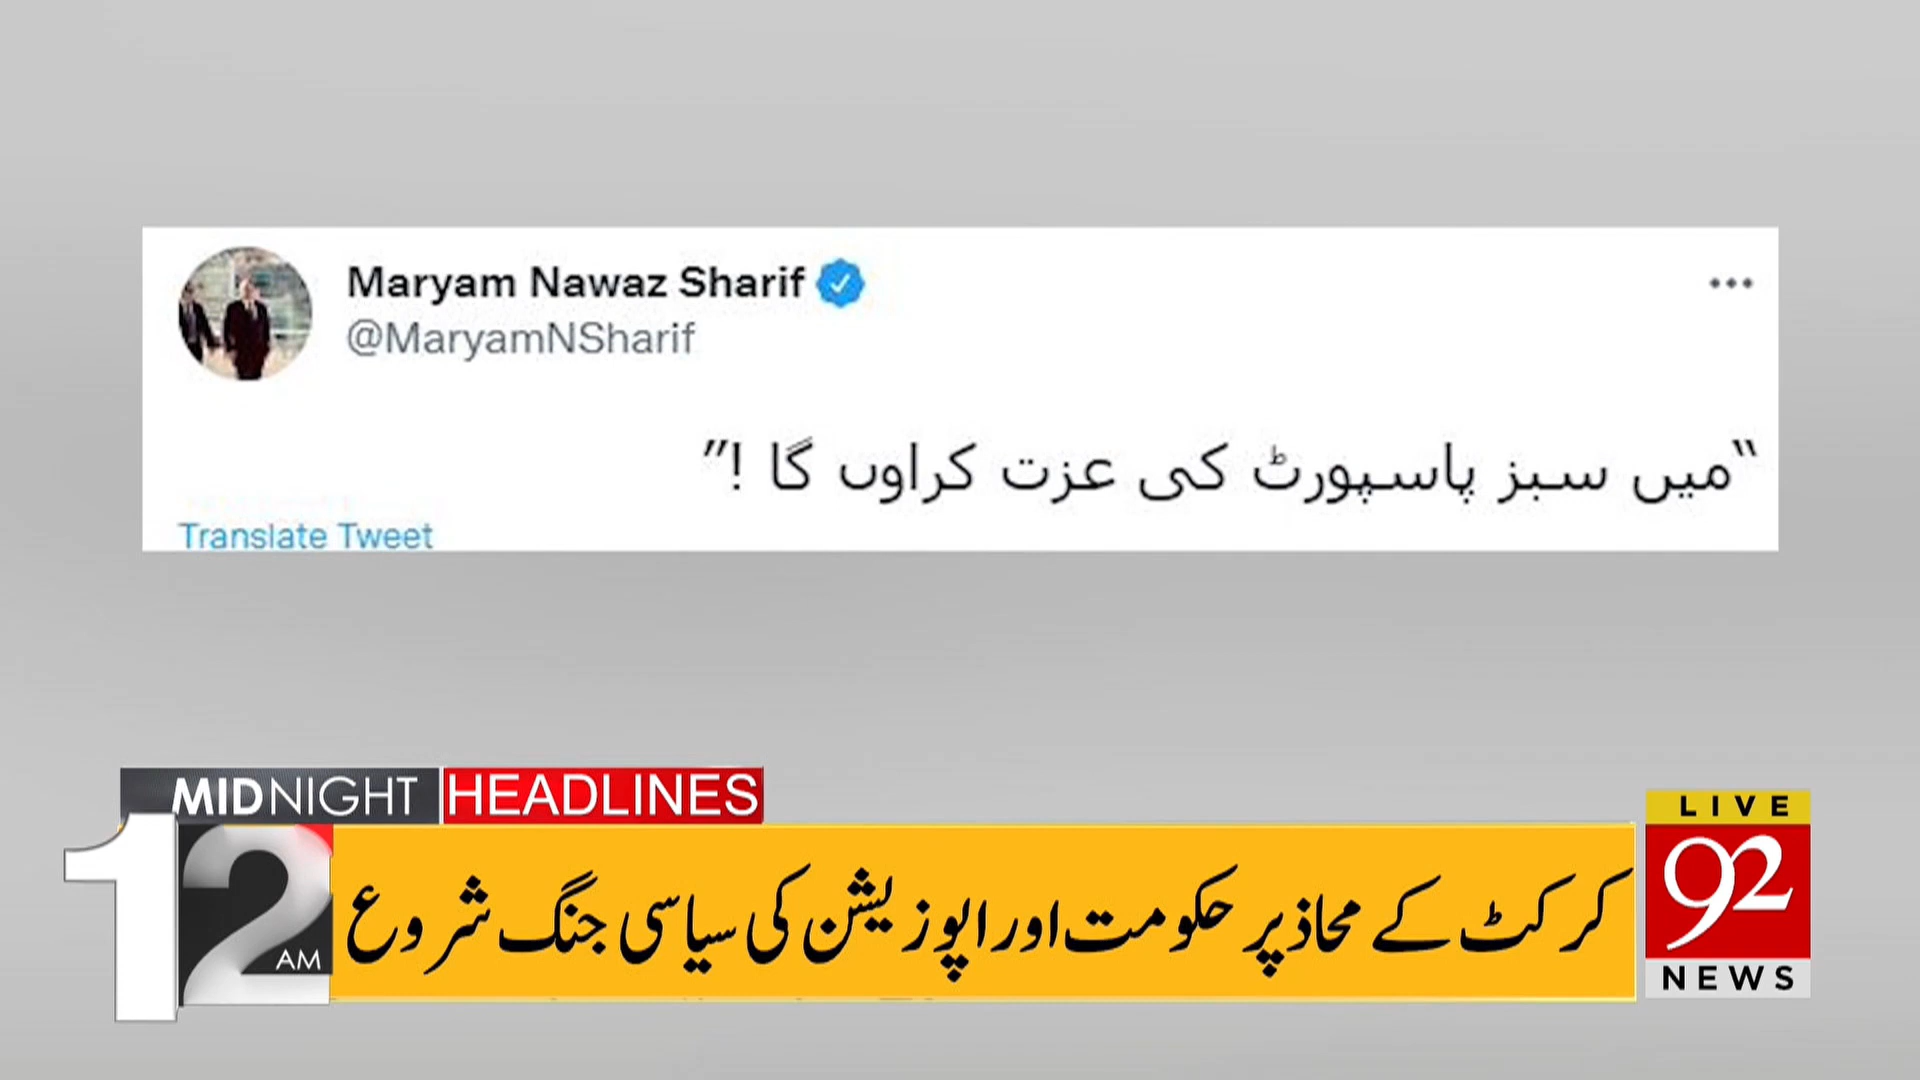 Maryam Nawaz Sharif
@MaryamNSharif
“میں سبز پاسپورٹ کی عزت کراوں گا !”
Translate Tweet
MIDNIGHT HEADLINES
12 AM
کرکٹ کے محاذ پر حکومت اور اپوزیشن کی سیاسی جنگ شروع
LIVE
92
NEWS